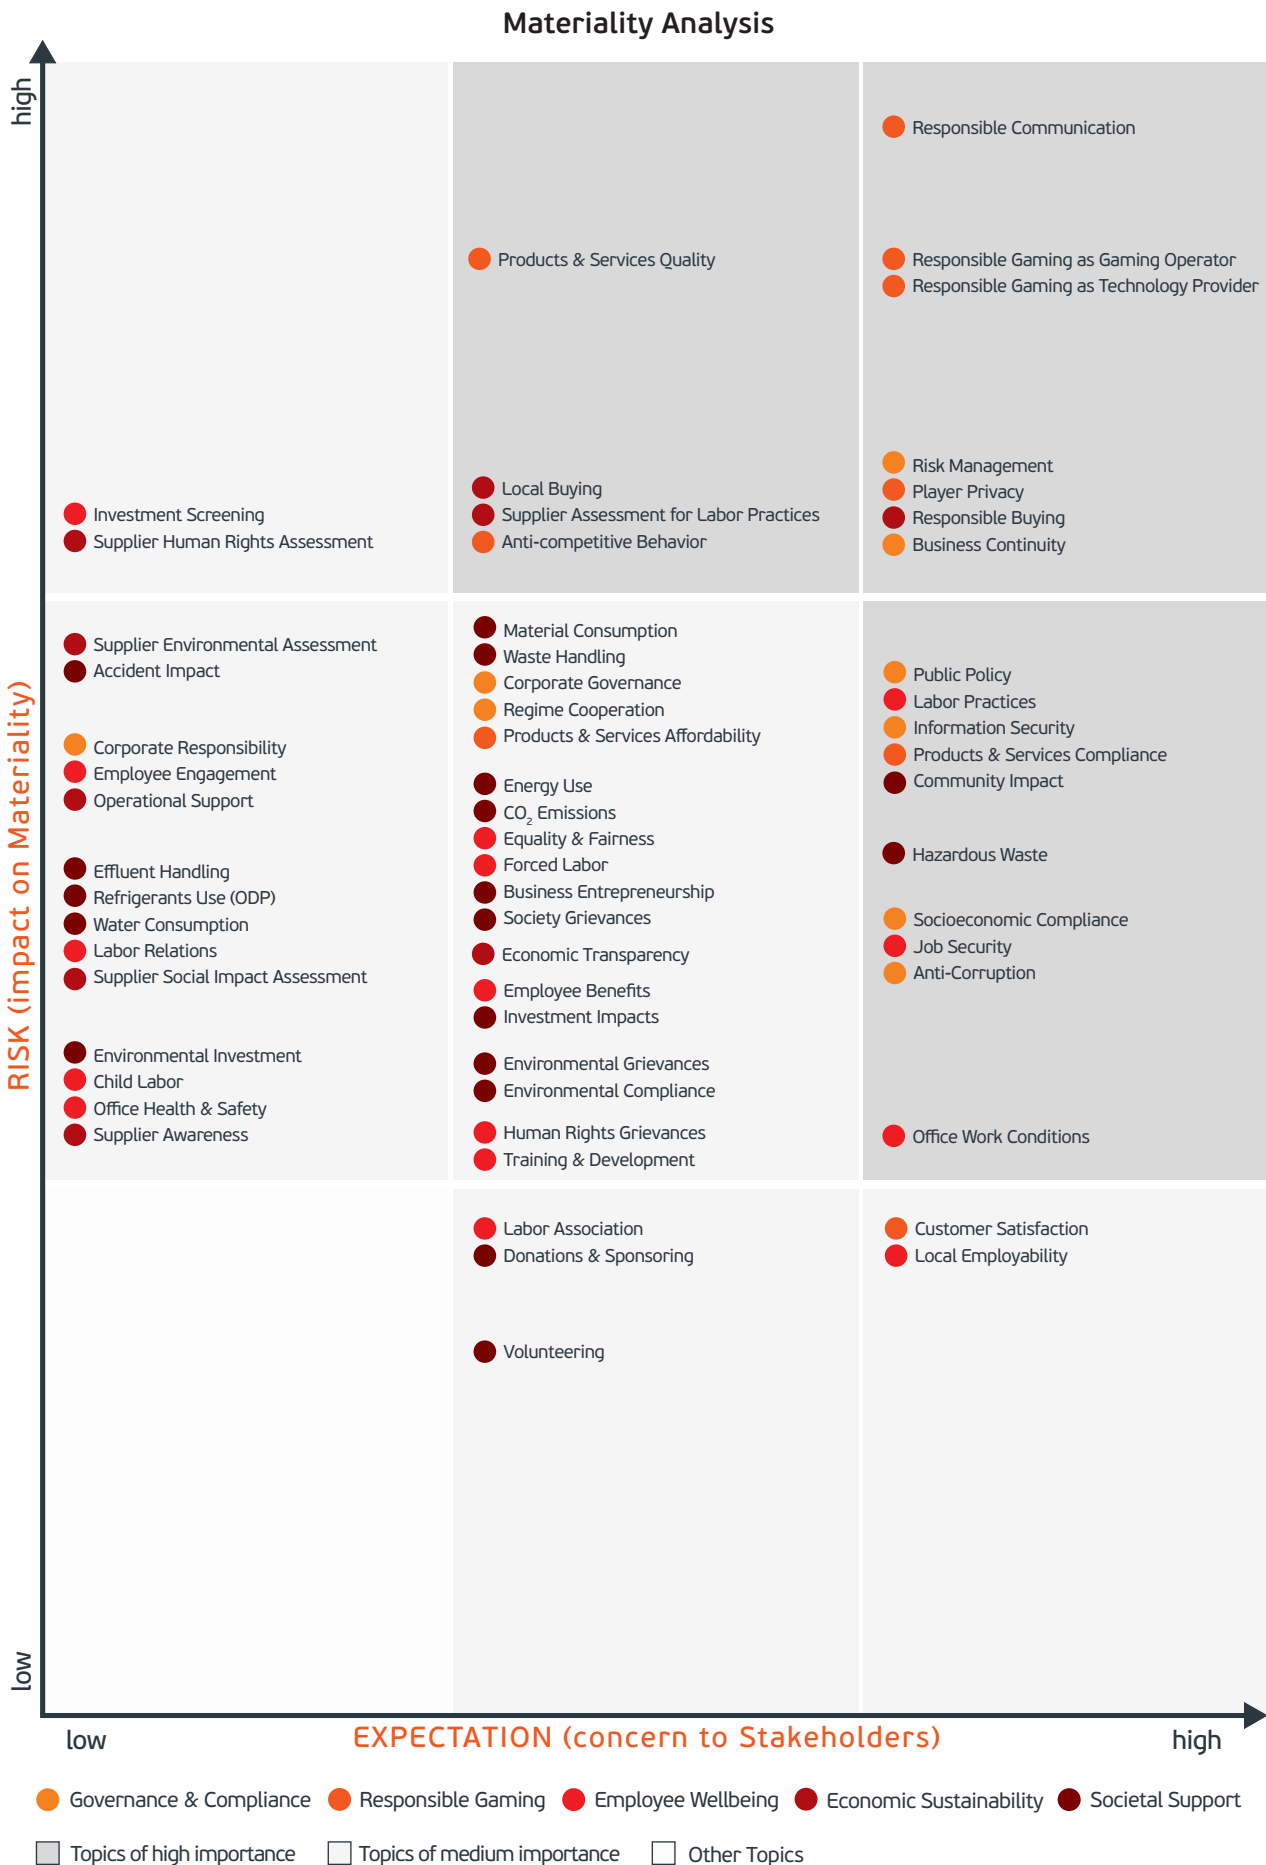 Materiality Analysis
high
Responsible Communication
Products & Services Quality
Responsible Gaming as Gaming Operator
Responsible Gaming as Technology Provider
Investment Screening
Supplier Human Rights Assessment
Local Buying
Supplier Assessment for Labor Practices
Anti-competitive Behavior
Risk Management
Player Privacy
Responsible Buying
Business Continuity
RISK (impact on Materiality)
Supplier Environmental Assessment
Accident Impact
Corporate Responsibility
Employee Engagement
Operational Support
Effluent Handling
Refrigerants Use (ODP)
Water Consumption
Labor Relations
Supplier Social Impact Assessment
Environmental Investment
Child Labor
Office Health & Safety
Supplier Awareness
Material Consumption
Waste Handling
Corporate Governance
Regime Cooperation
Products & Services Affordability
Energy Use
CO2 Emissions
Equality & Fairness
Forced Labor
Business Entrepreneurship
Society Grievances
Economic Transparency
Employee Benefits
Investment Impacts
Environmental Grievances
Environmental Compliance
Human Rights Grievances
Training & Development
Public Policy
Labor Practices
Information Security
Products & Services Compliance
Community Impact
Hazardous Waste
Socioeconomic Compliance
Job Security
Anti-Corruption
Office Work Conditions
Labor Association
Donations & Sponsoring
Volunteering
Customer Satisfaction
Local Employability
low
low
EXPECTATION (concern to Stakeholders)
high
Governance & Compliance
Responsible Gaming
Employee Wellbeing
Economic Sustainability
Societal Support
Topics of high importance
Topics of medium importance
Other Topics